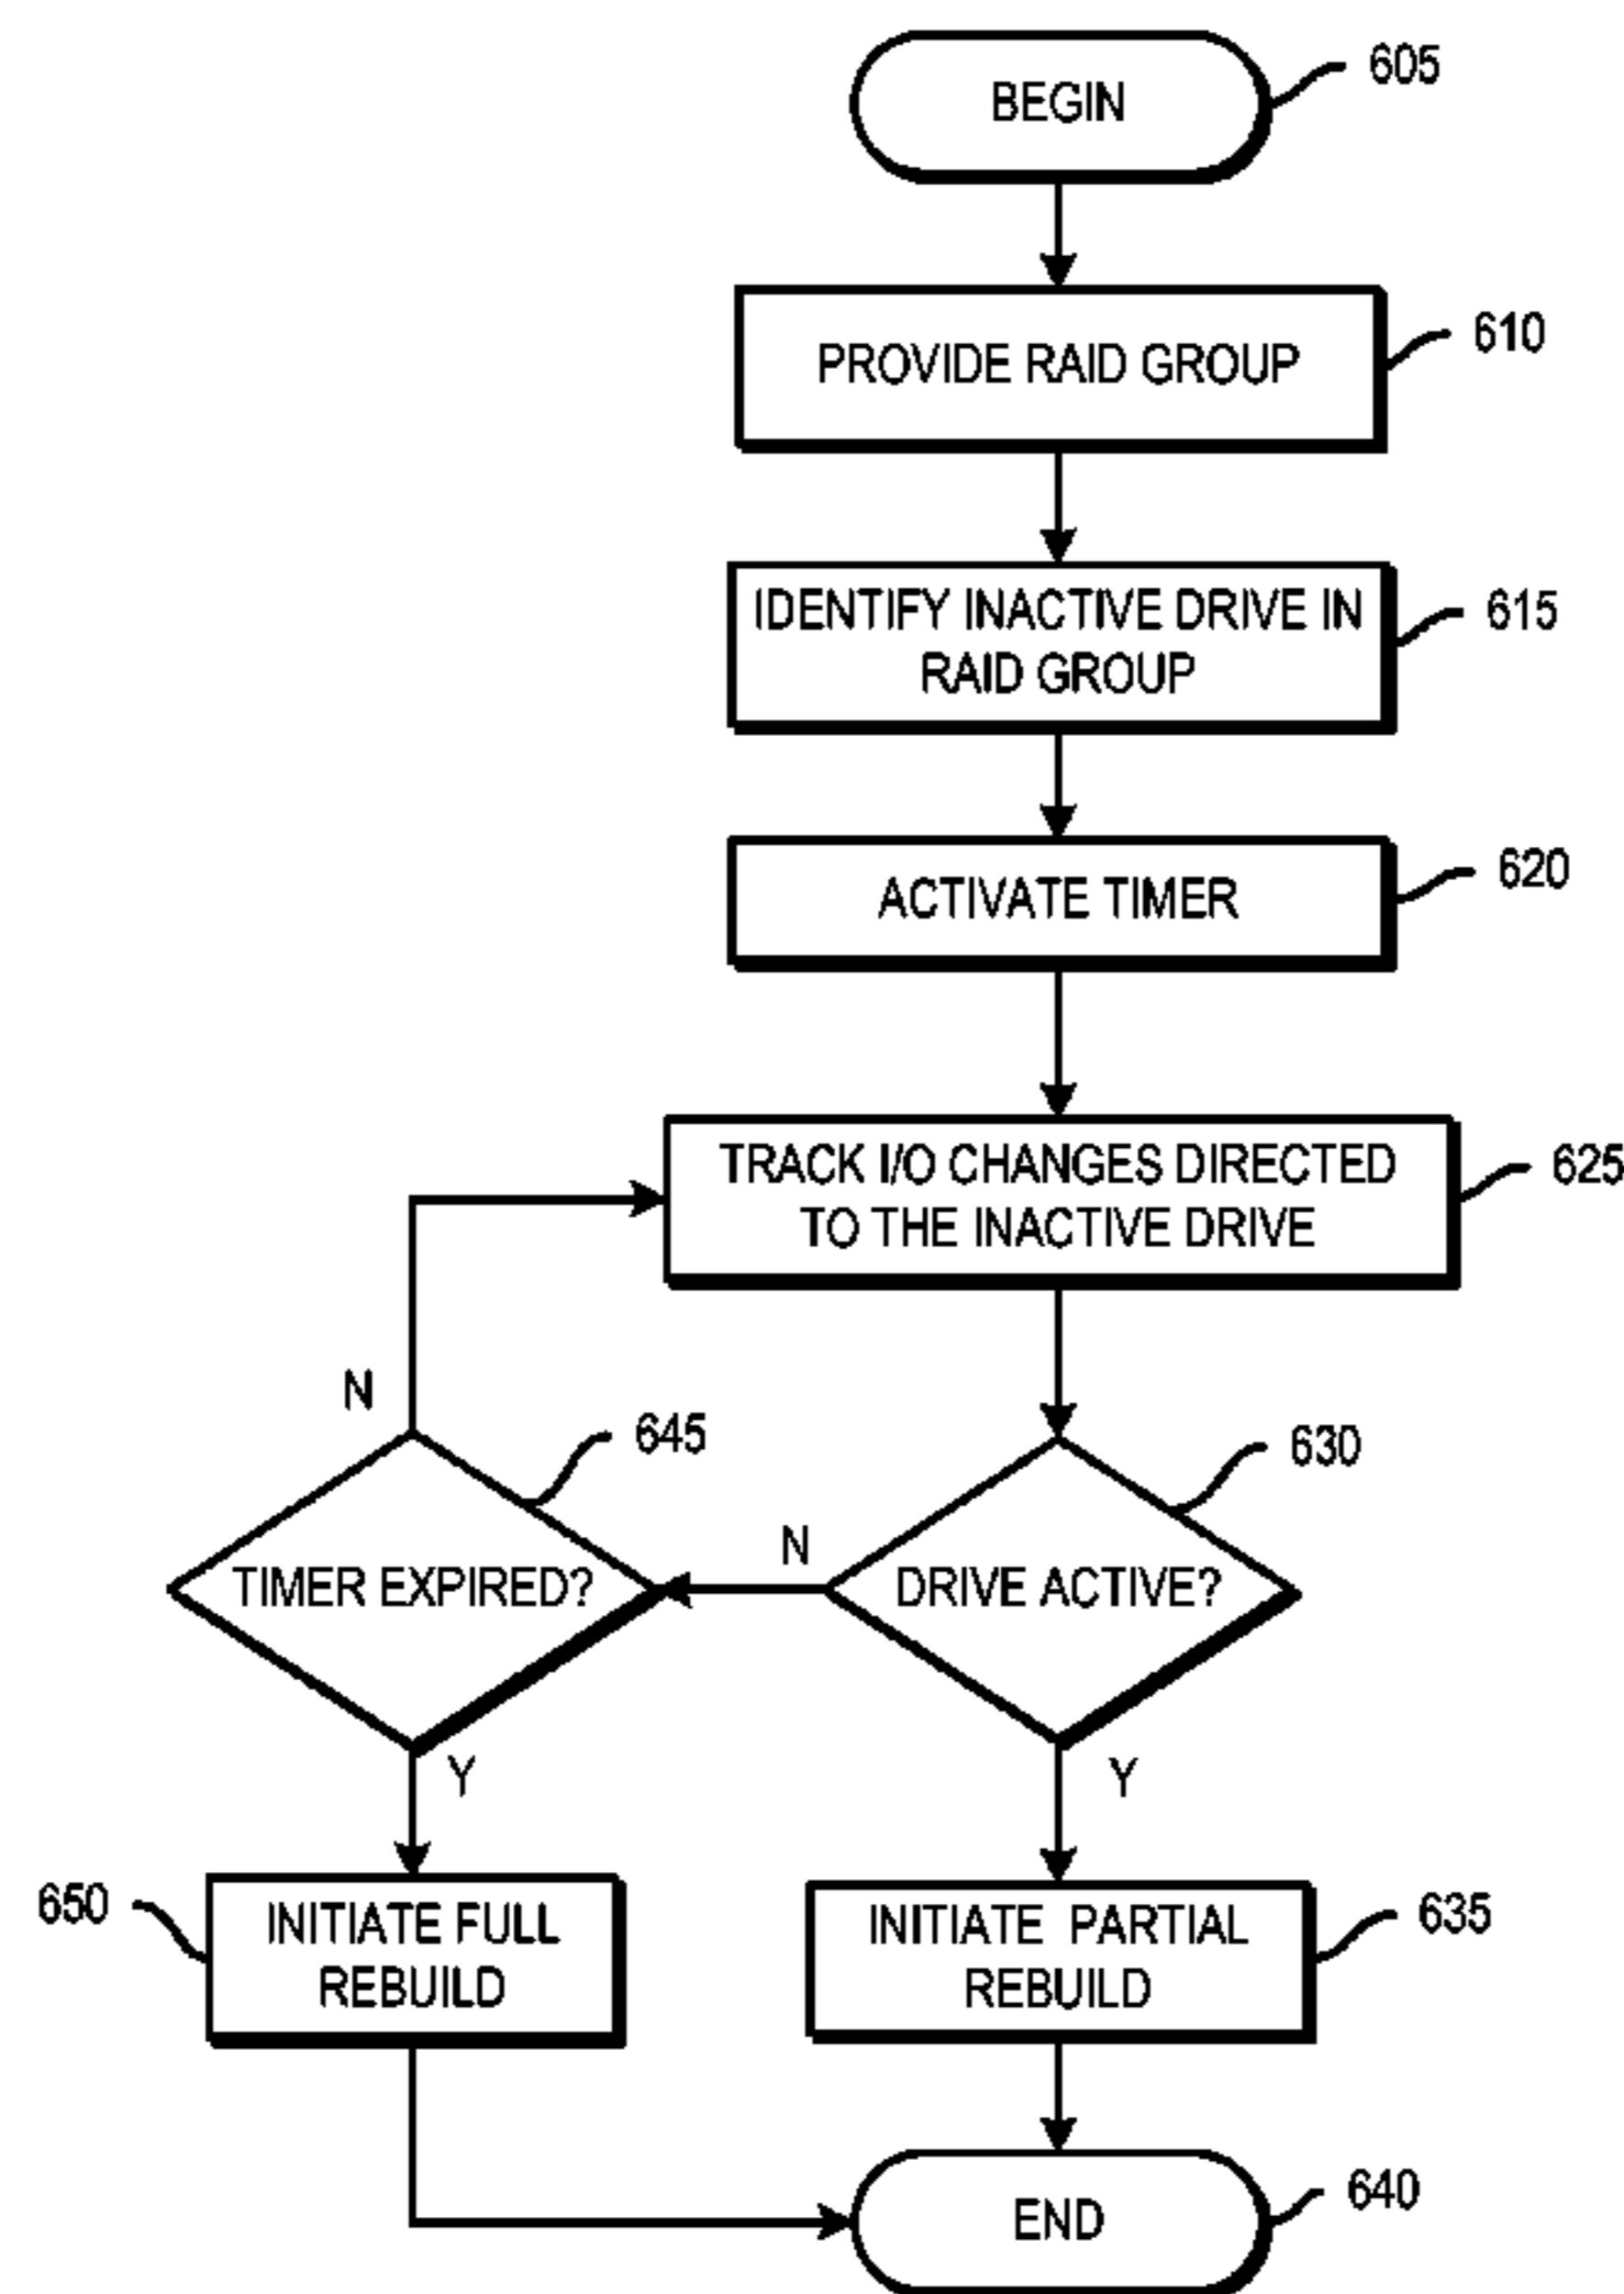 BEGIN
605
PROVIDE RAID GROUP
610
IDENTIFY INACTIVE DRIVE IN
RAID GROUP
615
ACTIVATE TIMER
620
TRACK I/O CHANGES DIRECTED
TO THE INACTIVE DRIVE
625
N
645
630
TIMER EXPIRED?
N
DRIVE ACTIVE?
Y
Y
650
INITIATE FULL
REBUILD
INITIATE PARTIAL
REBUILD
635
END
640